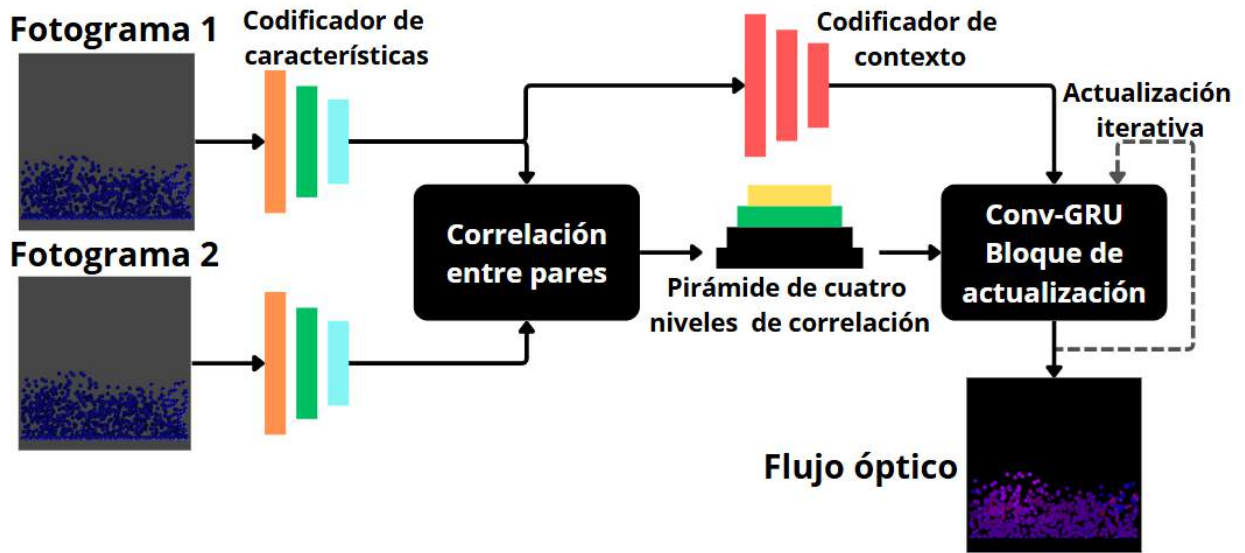 Fotograma 1
Codificador de
características
Codificador de
contexto
Actualización
iterativa
Fotograma 2
Correlación
entre pares
Pirámide de cuatro
niveles de correlación
Conv-GRU
Bloque de
actualización
Flujo óptico